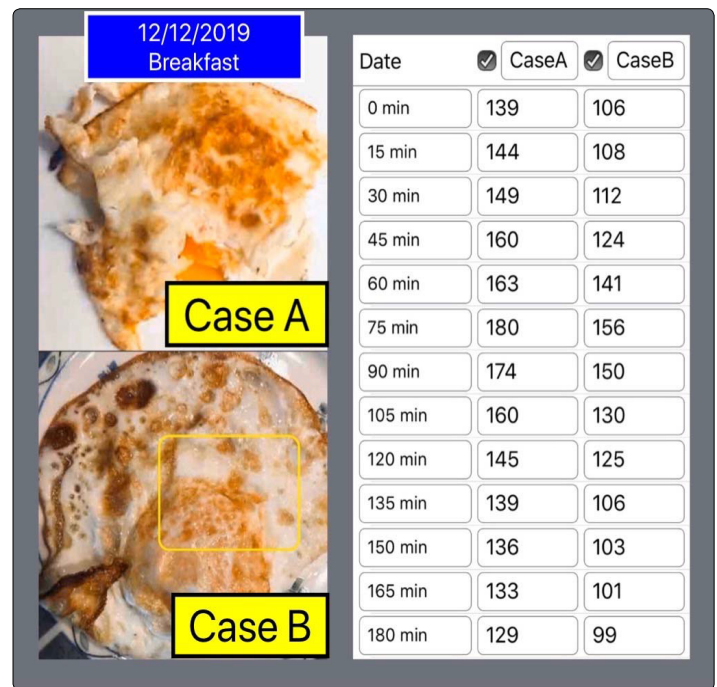 12/12/2019
Breakfast
Case A
Case B
Date CaseA CaseB
0 min 139 106
15 min 144 108
30 min 149 112
45 min 160 124
60 min 163 141
75 min 180 156
90 min 174 150
105 min 160 130
120 min 145 125
135 min 139 106
150 min 136 103
165 min 133 101
180 min 129 99